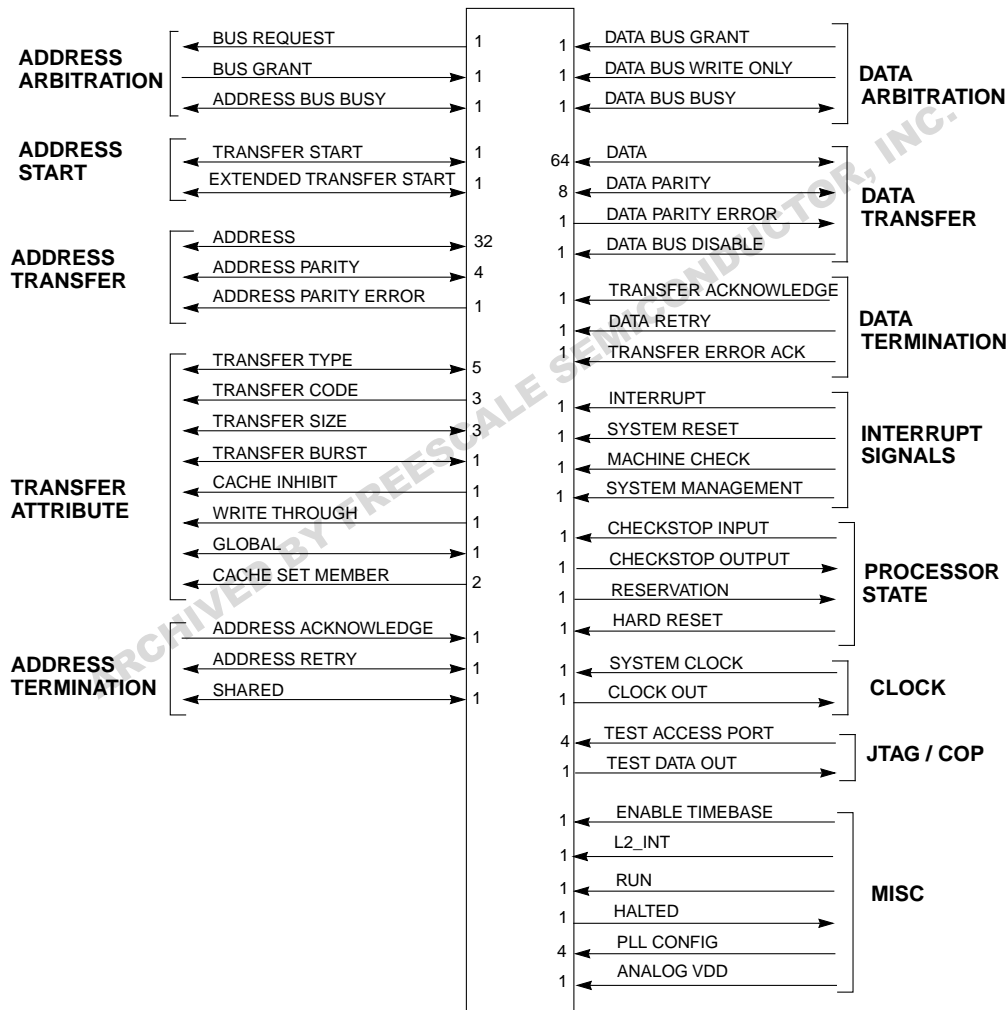 ADDRESS
ARBITRATION
BUS REQUEST 1
BUS GRANT 1
ADDRESS BUS BUSY 1
ADDRESS
START
TRANSFER START 1
EXTENDED TRANSFER START 1
ADDRESS
TRANSFER
ADDRESS 32
ADDRESS PARITY 4
ADDRESS PARITY ERROR 1
TRANSFER
ATTRIBUTE
TRANSFER TYPE 5
TRANSFER CODE 3
TRANSFER SIZE 3
TRANSFER BURST 1
CACHE INHIBIT 1
WRITE THROUGH 1
GLOBAL 1
CACHE SET MEMBER 2
ADDRESS
TERMINATION
ADDRESS ACKNOWLEDGE 1
ADDRESS RETRY 1
SHARED 1
1 DATA BUS GRANT
1 DATA BUS WRITE ONLY
1 DATA BUS BUSY
DATA
ARBITRATION
64 DATA
8 DATA PARITY
1 DATA PARITY ERROR
1 DATA BUS DISABLE
DATA
TRANSFER
1 TRANSFER ACKNOWLEDGE
1 DATA RETRY
1 TRANSFER ERROR ACK
DATA
TERMINATION
1 INTERRUPT
1 SYSTEM RESET
1 MACHINE CHECK
1 SYSTEM MANAGEMENT
INTERRUPT
SIGNALS
1 CHECKSTOP INPUT
1 CHECKSTOP OUTPUT
1 RESERVATION
1 HARD RESET
PROCESSOR
STATE
1 SYSTEM CLOCK
1 CLOCK OUT
CLOCK
4 TEST ACCESS PORT
1 TEST DATA OUT
JTAG / COP
1 ENABLE TIMEBASE
1 L2_INT
1 RUN
1 HALTED
4 PLL CONFIG
1 ANALOG VDD
MISC
ARCHIVED BY FREESCALE SEMICONDUCTOR, INC.